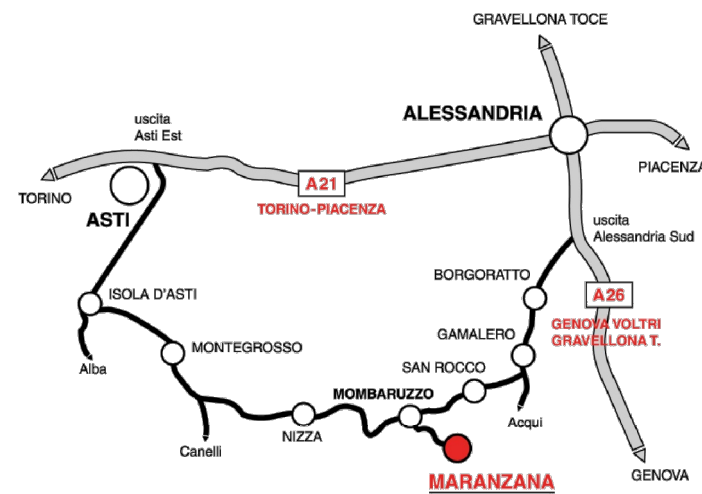 GRAVELLONA TOCE
ALESSANDRIA
uscita
Asti Est
PIACENZA
TORINO
A21
TORINO-PIACENZA
ASTI
uscita
Alessandria Sud
BORGORATTO
ISOLA D'ASTI
A26
GENOVA VOLTRI
GRAVELLONA T.
GAMALERO
MONTEGROSSO
Alba
SAN ROCCO
MOMBARUZZO
Acqui
NIZZA
Canelli
GENOVA
MARANZANA